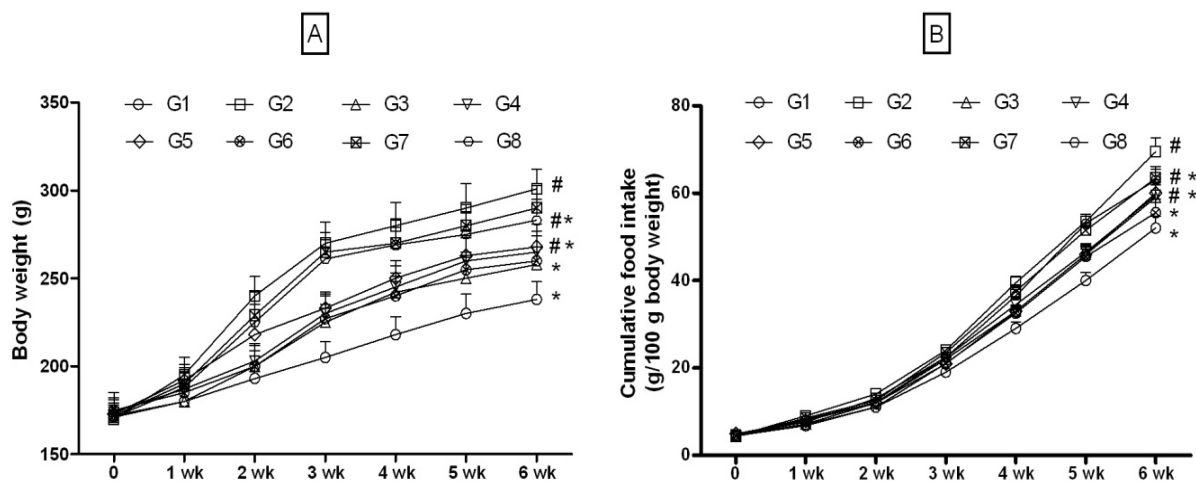 A
Body weight (g)
350
300
250
200
150
G1 G2 G3 G4
G5 G6 G7 G8
#
#*
# *
*
*
0 1 wk 2 wk 3 wk 4 wk 5 wk 6 wk
B
Cumulative food intake
(g/100 g body weight)
80
60
40
20
0
G1 G2 G3 G4
G5 G6 G7 G8
#
# *
# *
*
*
0 1 wk 2 wk 3 wk 4 wk 5 wk 6 wk